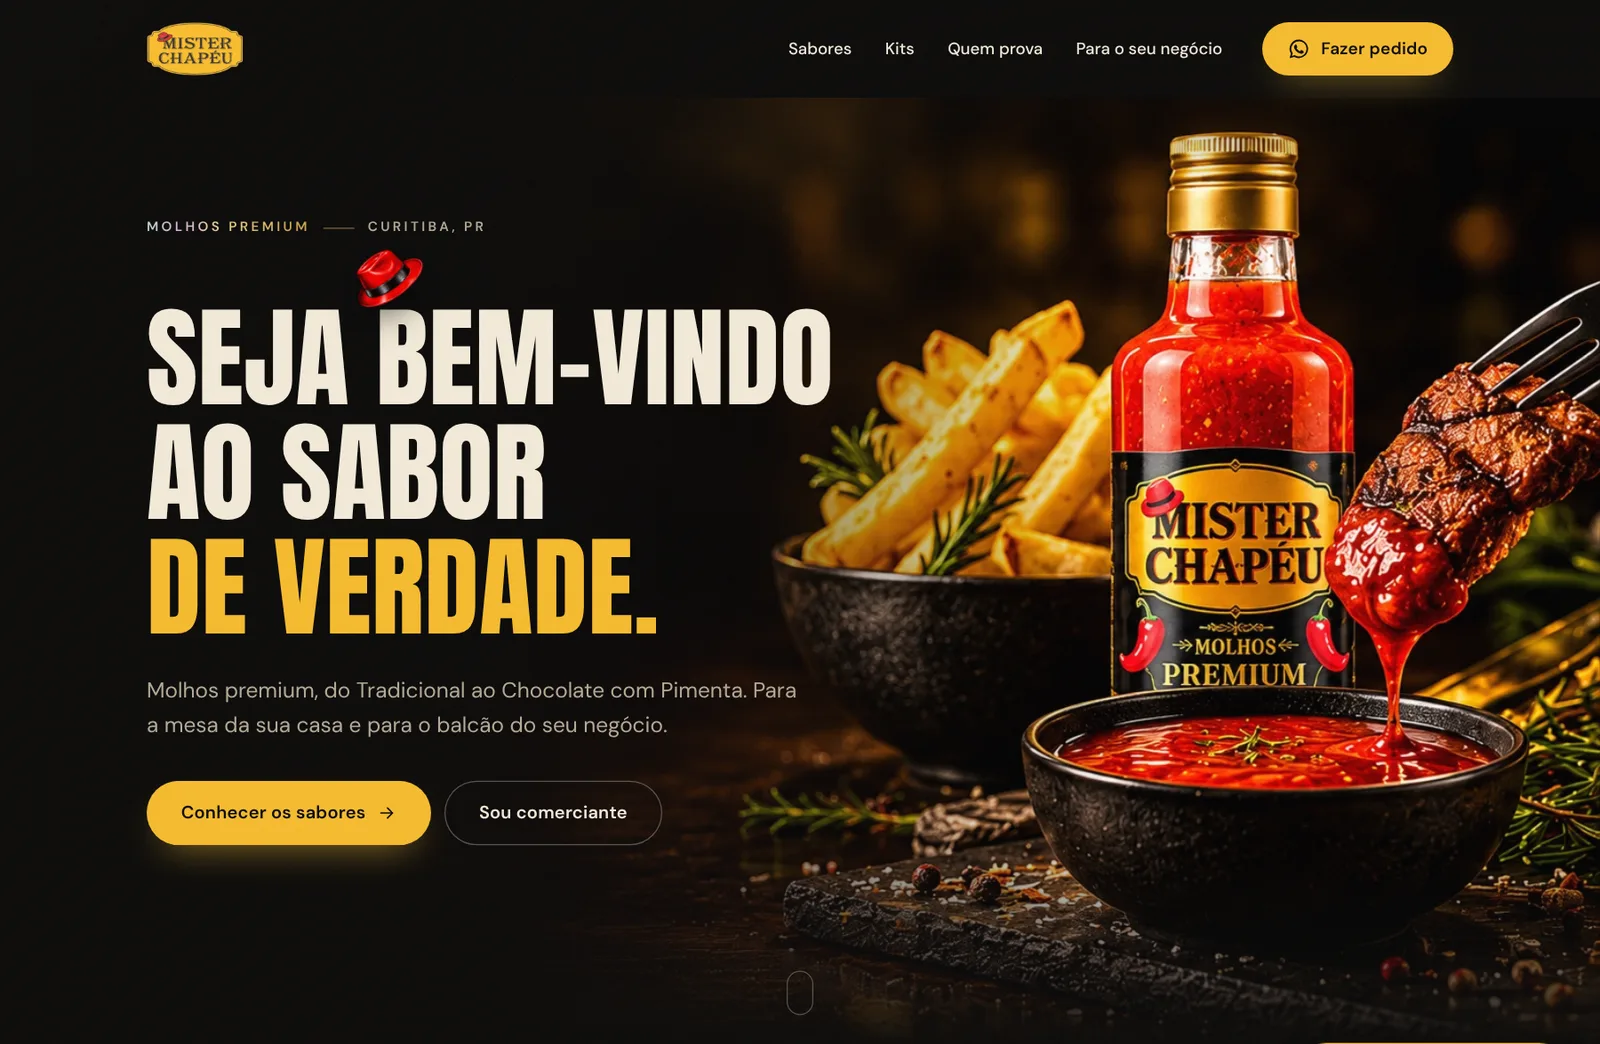 MISTER
CHAPÉU
Sabores
Kits
Quem prova
Para o seu negócio
Fazer pedido
MOLHOS PREMIUM — CURITIBA, PR
SEJA BEM-VINDO
AO SABOR
DE VERDADE.
Molhos premium, do Tradicional ao Chocolate com Pimenta. Para
a mesa da sua casa e para o balcão do seu negócio.
Conhecer os sabores →
Sou comerciante
MISTER
CHAPÉU
MOLHOS
PREMIUM